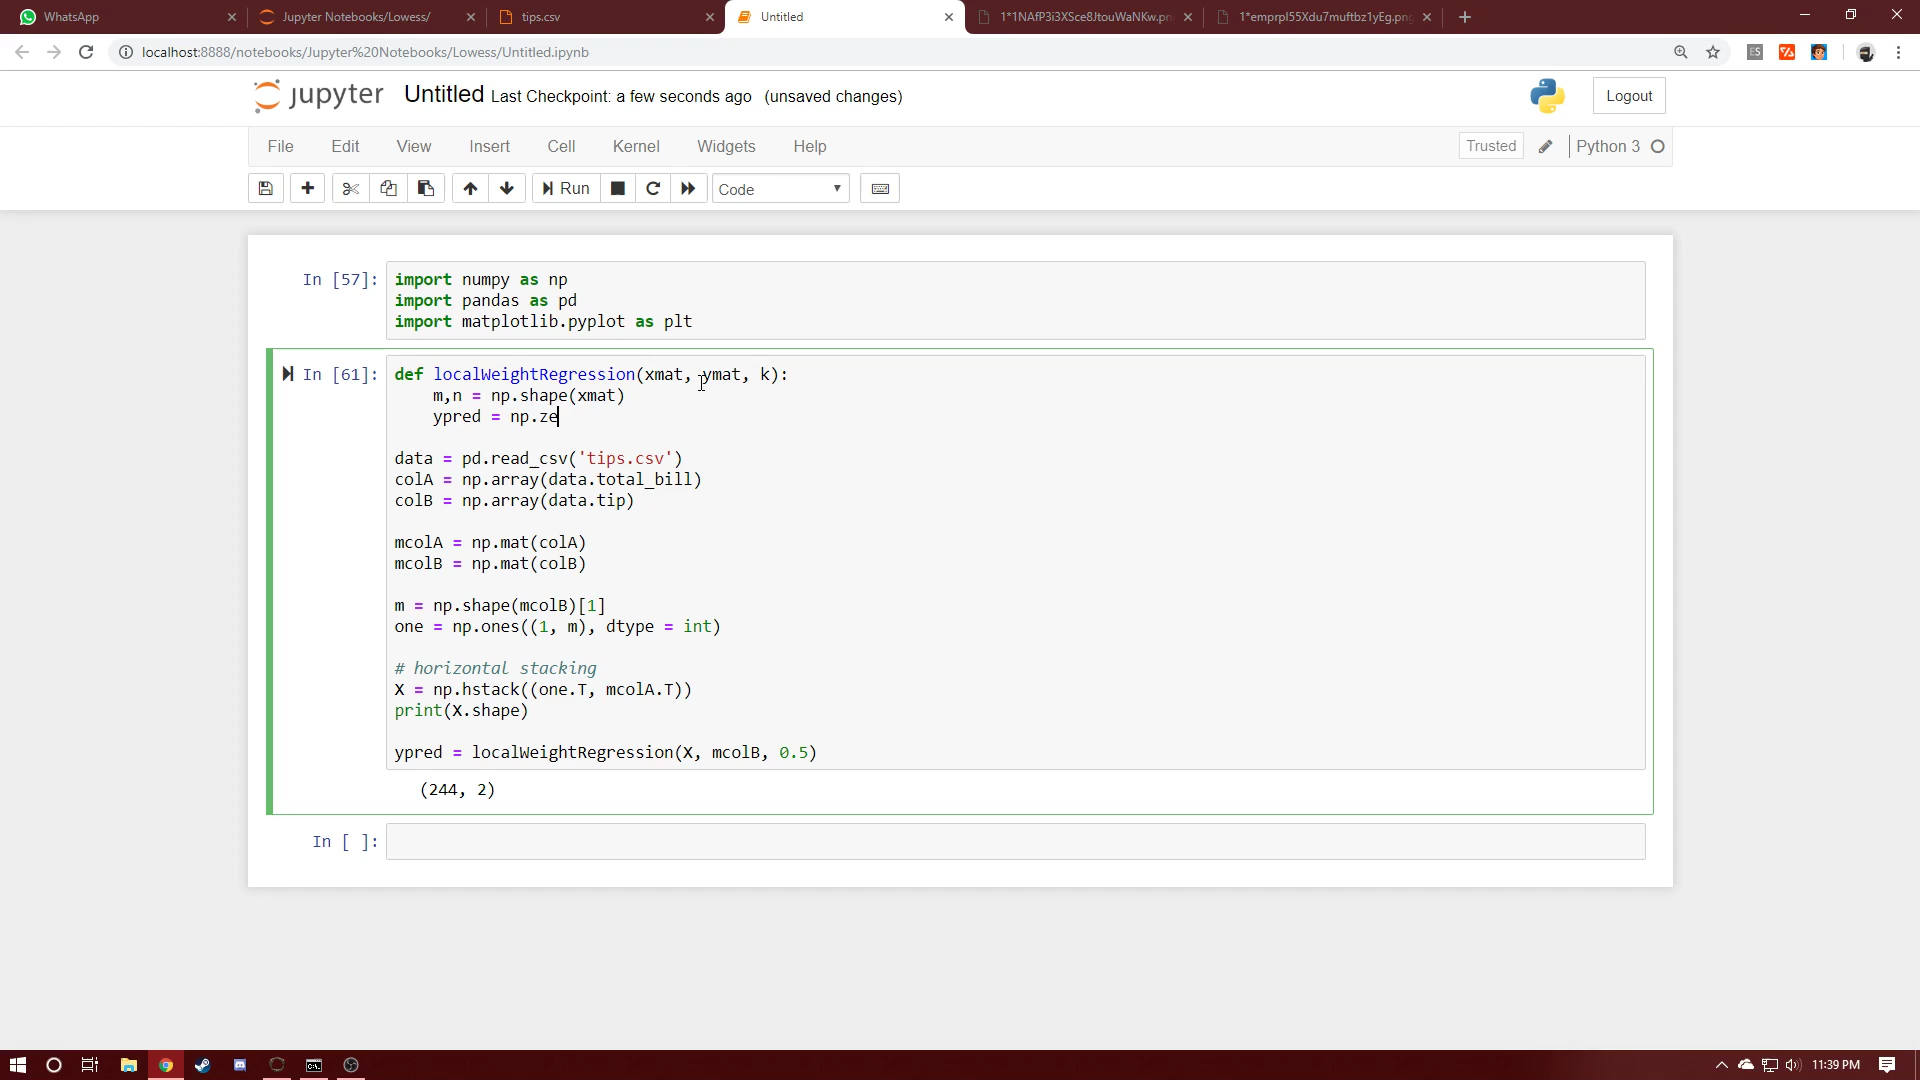 WhatsApp
Jupyter Notebooks/Lowess/
tips.csv
Untitled
1*1NAfP3i3XSce8JtouWaNKw.pn
1*emprpI55Xdu7muftbz1yEg.png
localhost:8888/notebooks/Jupyter%20Notebooks/Lowess/Untitled.ipynb
ES
jupyter Untitled Last Checkpoint: a few seconds ago (unsaved changes)
Logout
File Edit View Insert Cell Kernel Widgets Help
Trusted
Python 3
Run
Code
In [57]:
import numpy as np
import pandas as pd
import matplotlib.pyplot as plt
In [61]:
def localWeightRegression(xmat, ymat, k):
    m,n = np.shape(xmat)
    ypred = np.ze
data = pd.read_csv('tips.csv')
colA = np.array(data.total_bill)
colB = np.array(data.tip)
mcolA = np.mat(colA)
mcolB = np.mat(colB)
m = np.shape(mcolB)[1]
one = np.ones((1, m), dtype = int)
# horizontal stacking
X = np.hstack((one.T, mcolA.T))
print(X.shape)
ypred = localWeightRegression(X, mcolB, 0.5)
(244, 2)
In [ ]:
11:39 PM